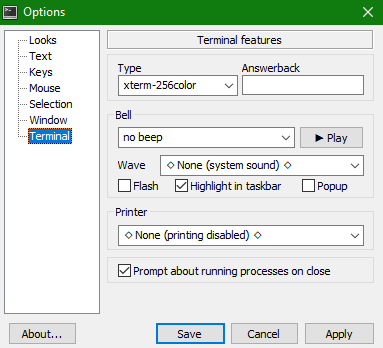 Options
Looks
Text
Keys
Mouse
Selection
Window
Terminal
Terminal features
Type Answerback
xterm-256color
Bell
no beep ► Play
Wave ◇ None (system sound) ◇
Flash Highlight in taskbar Popup
Printer
◇ None (printing disabled) ◇
Prompt about running processes on close
About... Save Cancel Apply